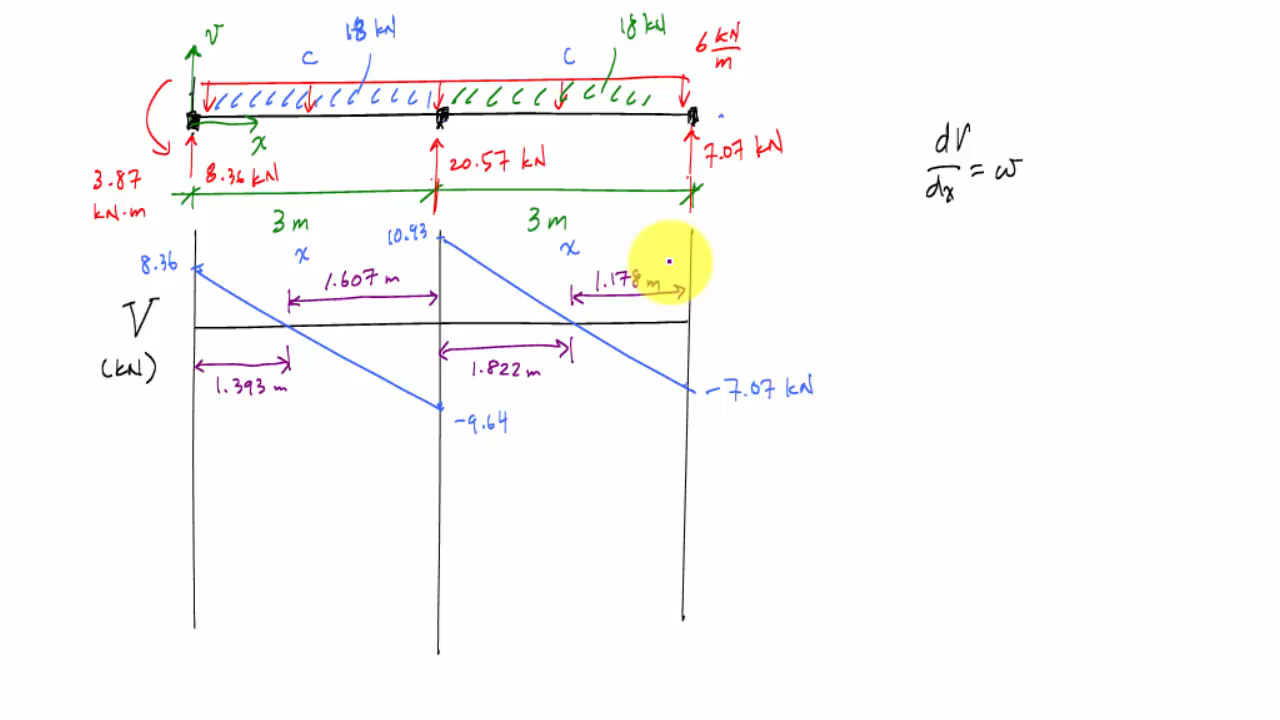 v
18 kN
18 kN
C
C
6 kN/m
x
8.36 kN
20.57 kN
7.07 kN
3.87
kN·m
3 m
3 m
dV/dx = w
x
x
8.36
10.93
1.607 m
1.178 m
V
(kN)
1.393 m
1.822 m
-7.07 kN
-9.64